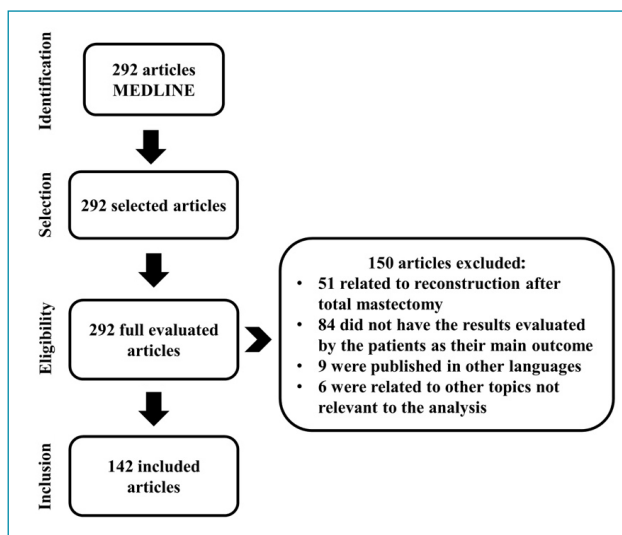 Identification
292 articles
MEDLINE
Selection
292 selected articles
Eligibility
292 full evaluated
articles
150 articles excluded:
• 51 related to reconstruction after
total mastectomy
• 84 did not have the results evaluated
by the patients as their main outcome
• 9 were published in other languages
• 6 were related to other topics not
relevant to the analysis
Inclusion
142 included
articles